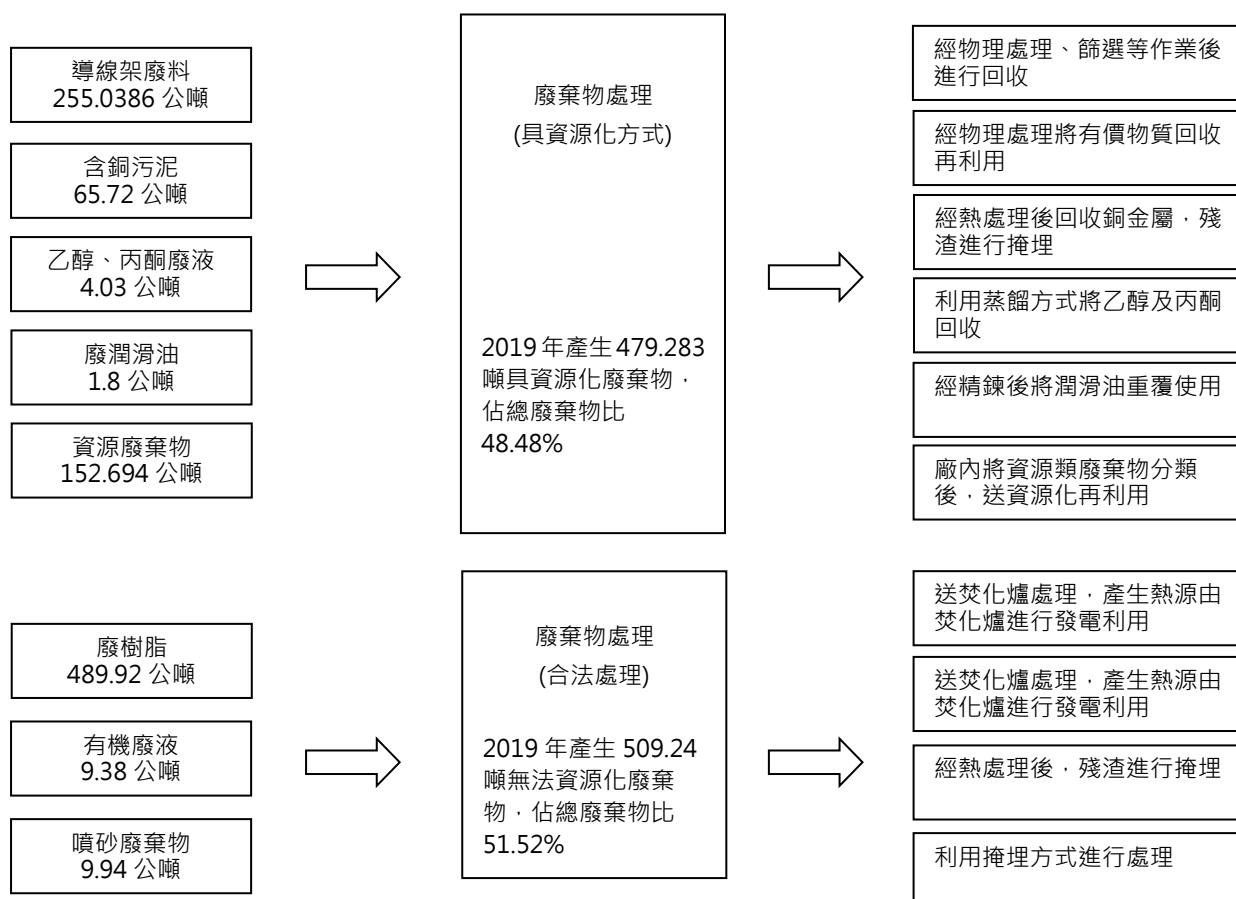 導線架廢料
255.0386 公噸
含銅污泥
65.72 公噸
乙醇、丙酮廢液
4.03 公噸
廢潤滑油
1.8 公噸
資源廢棄物
152.694 公噸
廢棄物處理
(具資源化方式)
2019 年產生 479.283
噸具資源化廢棄物，
佔總廢棄物比
48.48%
經物理處理、篩選等作業後
進行回收
經物理處理將有價物質回收
再利用
經熱處理後回收銅金屬，殘
渣進行掩埋
利用蒸餾方式將乙醇及丙酮
回收
經精鍊後將潤滑油重覆使用
廠內將資源類廢棄物分類
後，送資源化再利用
廢樹脂
489.92 公噸
有機廢液
9.38 公噸
噴砂廢棄物
9.94 公噸
廢棄物處理
(合法處理)
2019 年產生 509.24
噸無法資源化廢棄
物，佔總廢棄物比
51.52%
送焚化爐處理，產生熱源由
焚化爐進行發電利用
送焚化爐處理，產生熱源由
焚化爐進行發電利用
經熱處理後，殘渣進行掩埋
利用掩埋方式進行處理